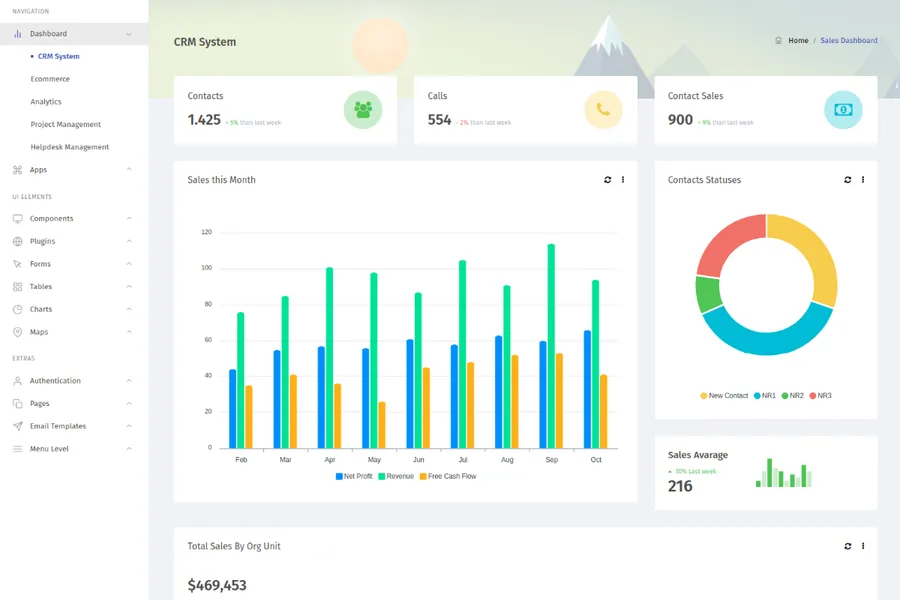 NAVIGATION
Dashboard
CRM System
Ecommerce
Analytics
Project Management
Helpdesk Management
Apps
UI ELEMENTS
Components
Plugins
Forms
Tables
Charts
Maps
EXTRAS
Authentication
Pages
Email Templates
Menu Level
CRM System
Home / Sales Dashboard
Contacts
1.425 + 5% than last week
Calls
554 - 2% than last week
Contact Sales
900 + 9% than last week
Sales this Month
120
100
80
60
40
20
0
Feb Mar Apr May Jun Jul Aug Sep Oct
Net Profit Revenue Free Cash Flow
Contacts Statuses
New Contact NR1 NR2 NR3
Sales Avarage
10% Last week
216
Total Sales By Org Unit
$469,453